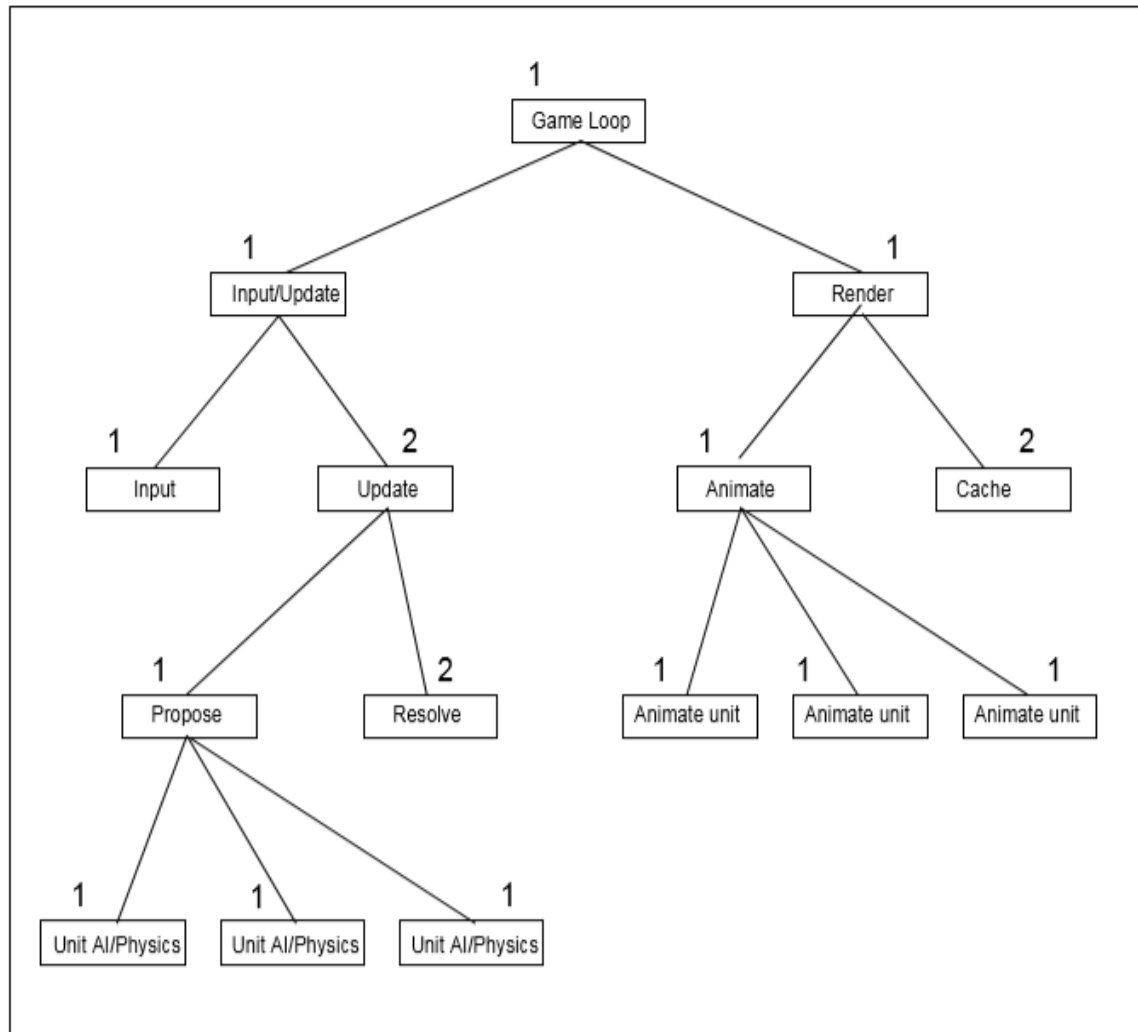 1
Game Loop
1
1
Input/Update
Render
1
2
1
2
Input
Update
Animate
Cache
1
2
1
1
1
Propose
Resolve
Animate unit
Animate unit
Animate unit
1
1
1
Unit AI/Physics
Unit AI/Physics
Unit AI/Physics